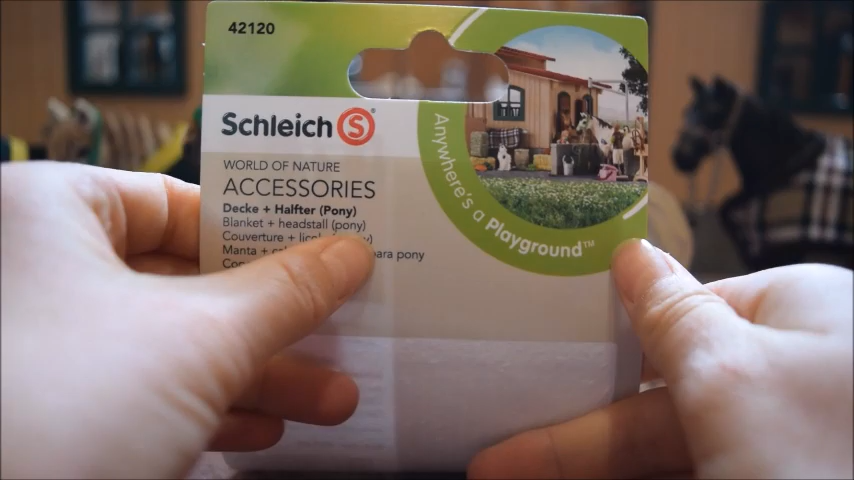 42120
Schleich S
WORLD OF NATURE
ACCESSORIES
Decke + Halfter (Pony)
Blanket + headstall (pony)
Couverture +
Manta + para pony
Anywhere's a Playground™